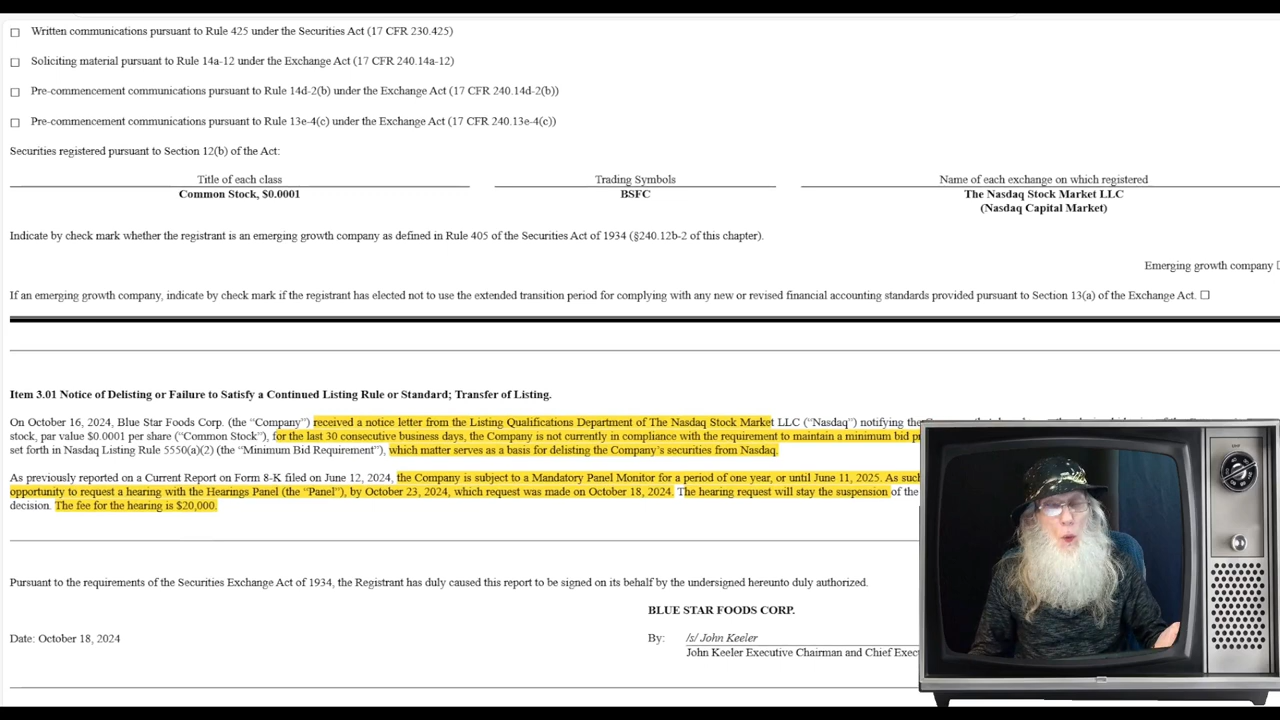 ☐ Written communications pursuant to Rule 425 under the Securities Act (17 CFR 230.425)
☐ Soliciting material pursuant to Rule 14a-12 under the Exchange Act (17 CFR 240.14a-12)
☐ Pre-commencement communications pursuant to Rule 14d-2(b) under the Exchange Act (17 CFR 240.14d-2(b))
☐ Pre-commencement communications pursuant to Rule 13e-4(c) under the Exchange Act (17 CFR 240.13e-4(c))
Securities registered pursuant to Section 12(b) of the Act:
Title of each class Trading Symbols Name of each exchange on which registered
Common Stock, $0.0001 BSFC The Nasdaq Stock Market LLC
(Nasdaq Capital Market)
Indicate by check mark whether the registrant is an emerging growth company as defined in Rule 405 of the Securities Act of 1934 (§240.12b-2 of this chapter).
Emerging growth company
If an emerging growth company, indicate by check mark if the registrant has elected not to use the extended transition period for complying with any new or revised financial accounting standards provided pursuant to Section 13(a) of the Exchange Act. ☐
Item 3.01 Notice of Delisting or Failure to Satisfy a Continued Listing Rule or Standard; Transfer of Listing.
On October 16, 2024, Blue Star Foods Corp. (the “Company”) received a notice letter from the Listing Qualifications Department of The Nasdaq Stock Market LLC (“Nasdaq”) notifying the
stock, par value $0.0001 per share (“Common Stock”), for the last 30 consecutive business days, the Company is not currently in compliance with the requirement to maintain a minimum bid
set forth in Nasdaq Listing Rule 5550(a)(2) (the “Minimum Bid Requirement”), which matter serves as a basis for delisting the Company’s securities from Nasdaq.
As previously reported on a Current Report on Form 8-K filed on June 12, 2024, the Company is subject to a Mandatory Panel Monitor for a period of one year, or until June 11, 2025. As such
opportunity to request a hearing with the Hearings Panel (the “Panel”), by October 23, 2024, which request was made on October 18, 2024. The hearing request will stay the suspension of the
decision. The fee for the hearing is $20,000.
Pursuant to the requirements of the Securities Exchange Act of 1934, the Registrant has duly caused this report to be signed on its behalf by the undersigned hereunto duly authorized.
BLUE STAR FOODS CORP.
Date: October 18, 2024 By: /s/ John Keeler
John Keeler Executive Chairman and Chief